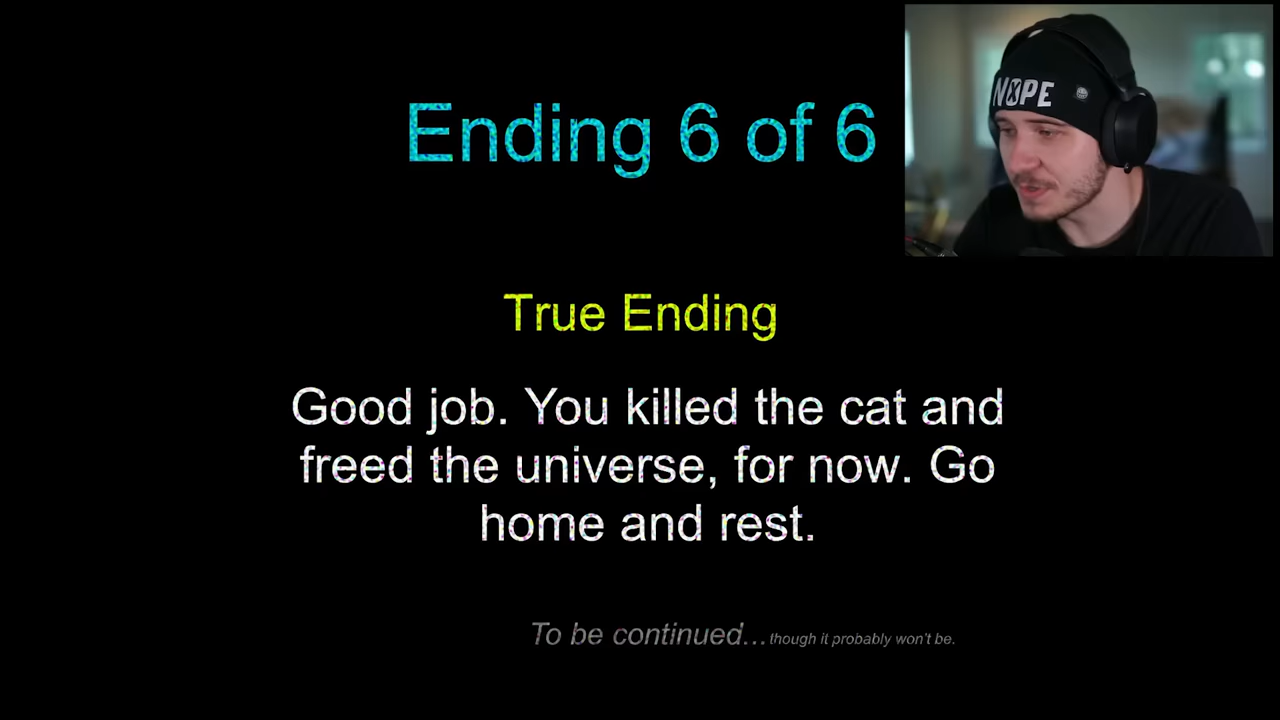 Ending 6 of 6
NOPE
True Ending
Good job. You killed the cat and
freed the universe, for now. Go
home and rest.
To be continued...though it probably won't be.